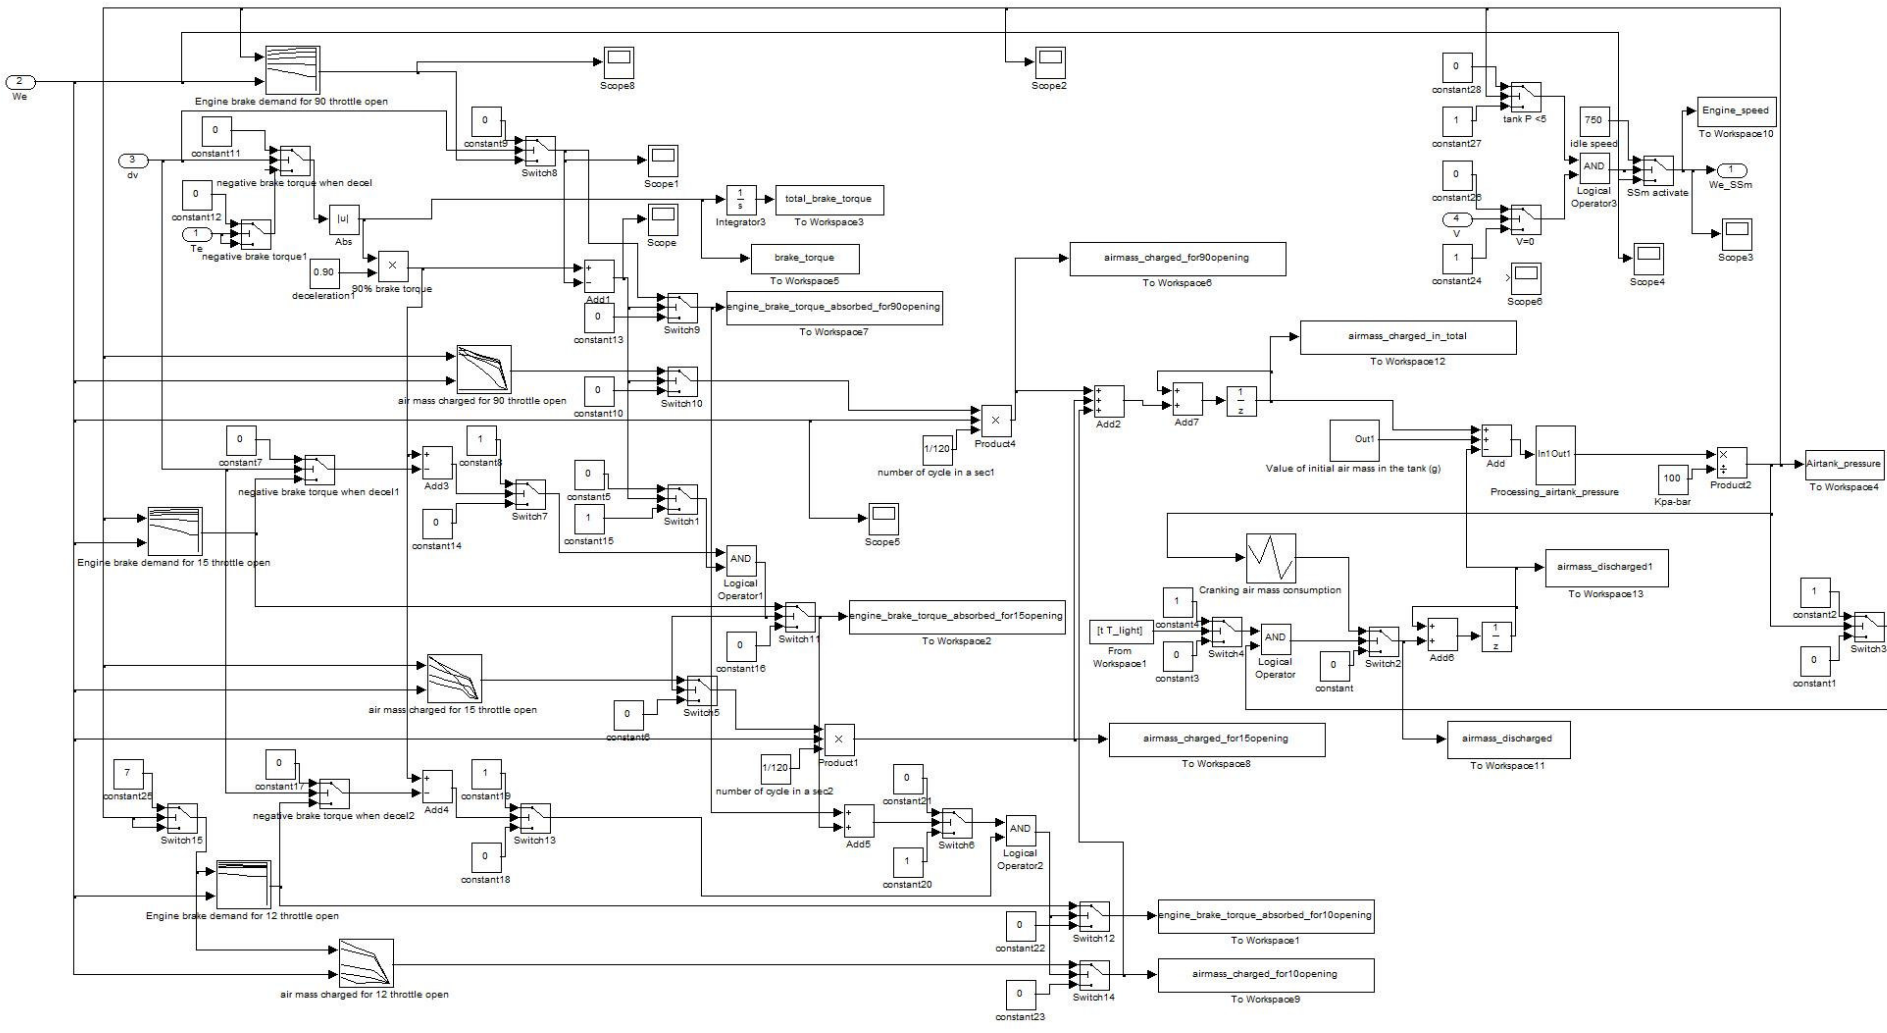 2
We
Engine brake demand for 90 throttle open
Scope8
Scope2
0
constant28
1
constant27
tank P <5
750
idle speed
Engine_speed
To Workspace10
0
constant11
3
dv
negative brake torque when decel
0
constant9
Switch8
Scope1
AND
Logical
Operator3
SSm activate
1
We_SSm
0
constant26
4
V
V=0
1
constant24
Scope6
Scope4
Scope3
0
constant12
1
Te
negative brake torque1
|u|
Abs
1
s
Integrator3
total_brake_torque
To Workspace3
Scope
brake_torque
To Workspace5
0.90
deceleration1
×
90% brake torque
+
−
Add1
0
constant13
Switch9
engine_brake_torque_absorbed_for90opening
To Workspace7
airmass_charged_for90opening
To Workspace6
airmass_charged_in_total
To Workspace12
air mass charged for 90 throttle open
0
constant10
Switch10
1/120
number of cycle in a sec1
×
Product4
+
+
+
Add2
+
+
Add7
1
z
Out1
Value of initial air mass in the tank (g)
+
+
−
Add
In1Out1
Processing_airtank_pressure
100
Kpa-bar
×
÷
Product2
Airtank_pressure
To Workspace4
0
constant7
negative brake torque when decel1
+
−
Add3
1
constant8
Switch7
0
constant14
0
constant5
1
constant15
Switch1
Scope5
Engine brake demand for 15 throttle open
AND
Logical
Operator1
Switch11
0
constant16
engine_brake_torque_absorbed_for15opening
To Workspace2
Cranking air mass consumption
airmass_discharged1
To Workspace13
1
constant4
[t T_light]
From
Workspace1
0
constant3
Switch4
AND
Logical
Operator
0
constant
Switch2
+
+
Add6
1
z
1
constant2
0
constant1
Switch3
air mass charged for 15 throttle open
0
constant6
Switch5
×
Product1
1/120
number of cycle in a sec2
airmass_charged_for15opening
To Workspace8
airmass_discharged
To Workspace11
7
constant25
Switch15
0
constant17
negative brake torque when decel2
+
−
Add4
1
constant19
Switch13
0
constant18
+
+
Add5
0
constant21
Switch6
1
constant20
AND
Logical
Operator2
Engine brake demand for 12 throttle open
0
constant22
Switch12
engine_brake_torque_absorbed_for10opening
To Workspace1
air mass charged for 12 throttle open
0
constant23
Switch14
airmass_charged_for10opening
To Workspace9